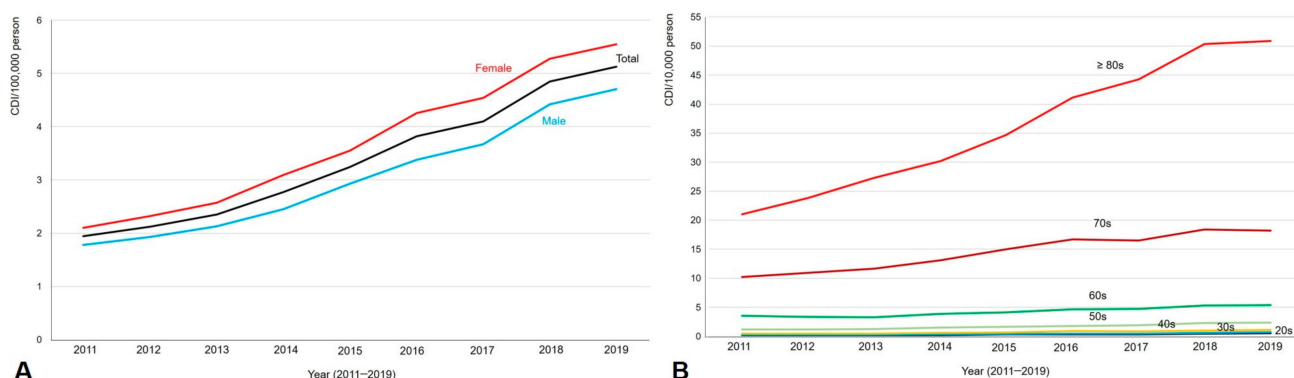 CDI/100,000 person
6
5
4
3
2
1
0
Female
Total
Male
2011 2012 2013 2014 2015 2016 2017 2018 2019
Year (2011–2019)
A
CDI/10,000 person
55
50
45
40
35
30
25
20
15
10
5
0
≥ 80s
70s
60s
50s
40s
30s
20s
2011 2012 2013 2014 2015 2016 2017 2018 2019
Year (2011–2019)
B